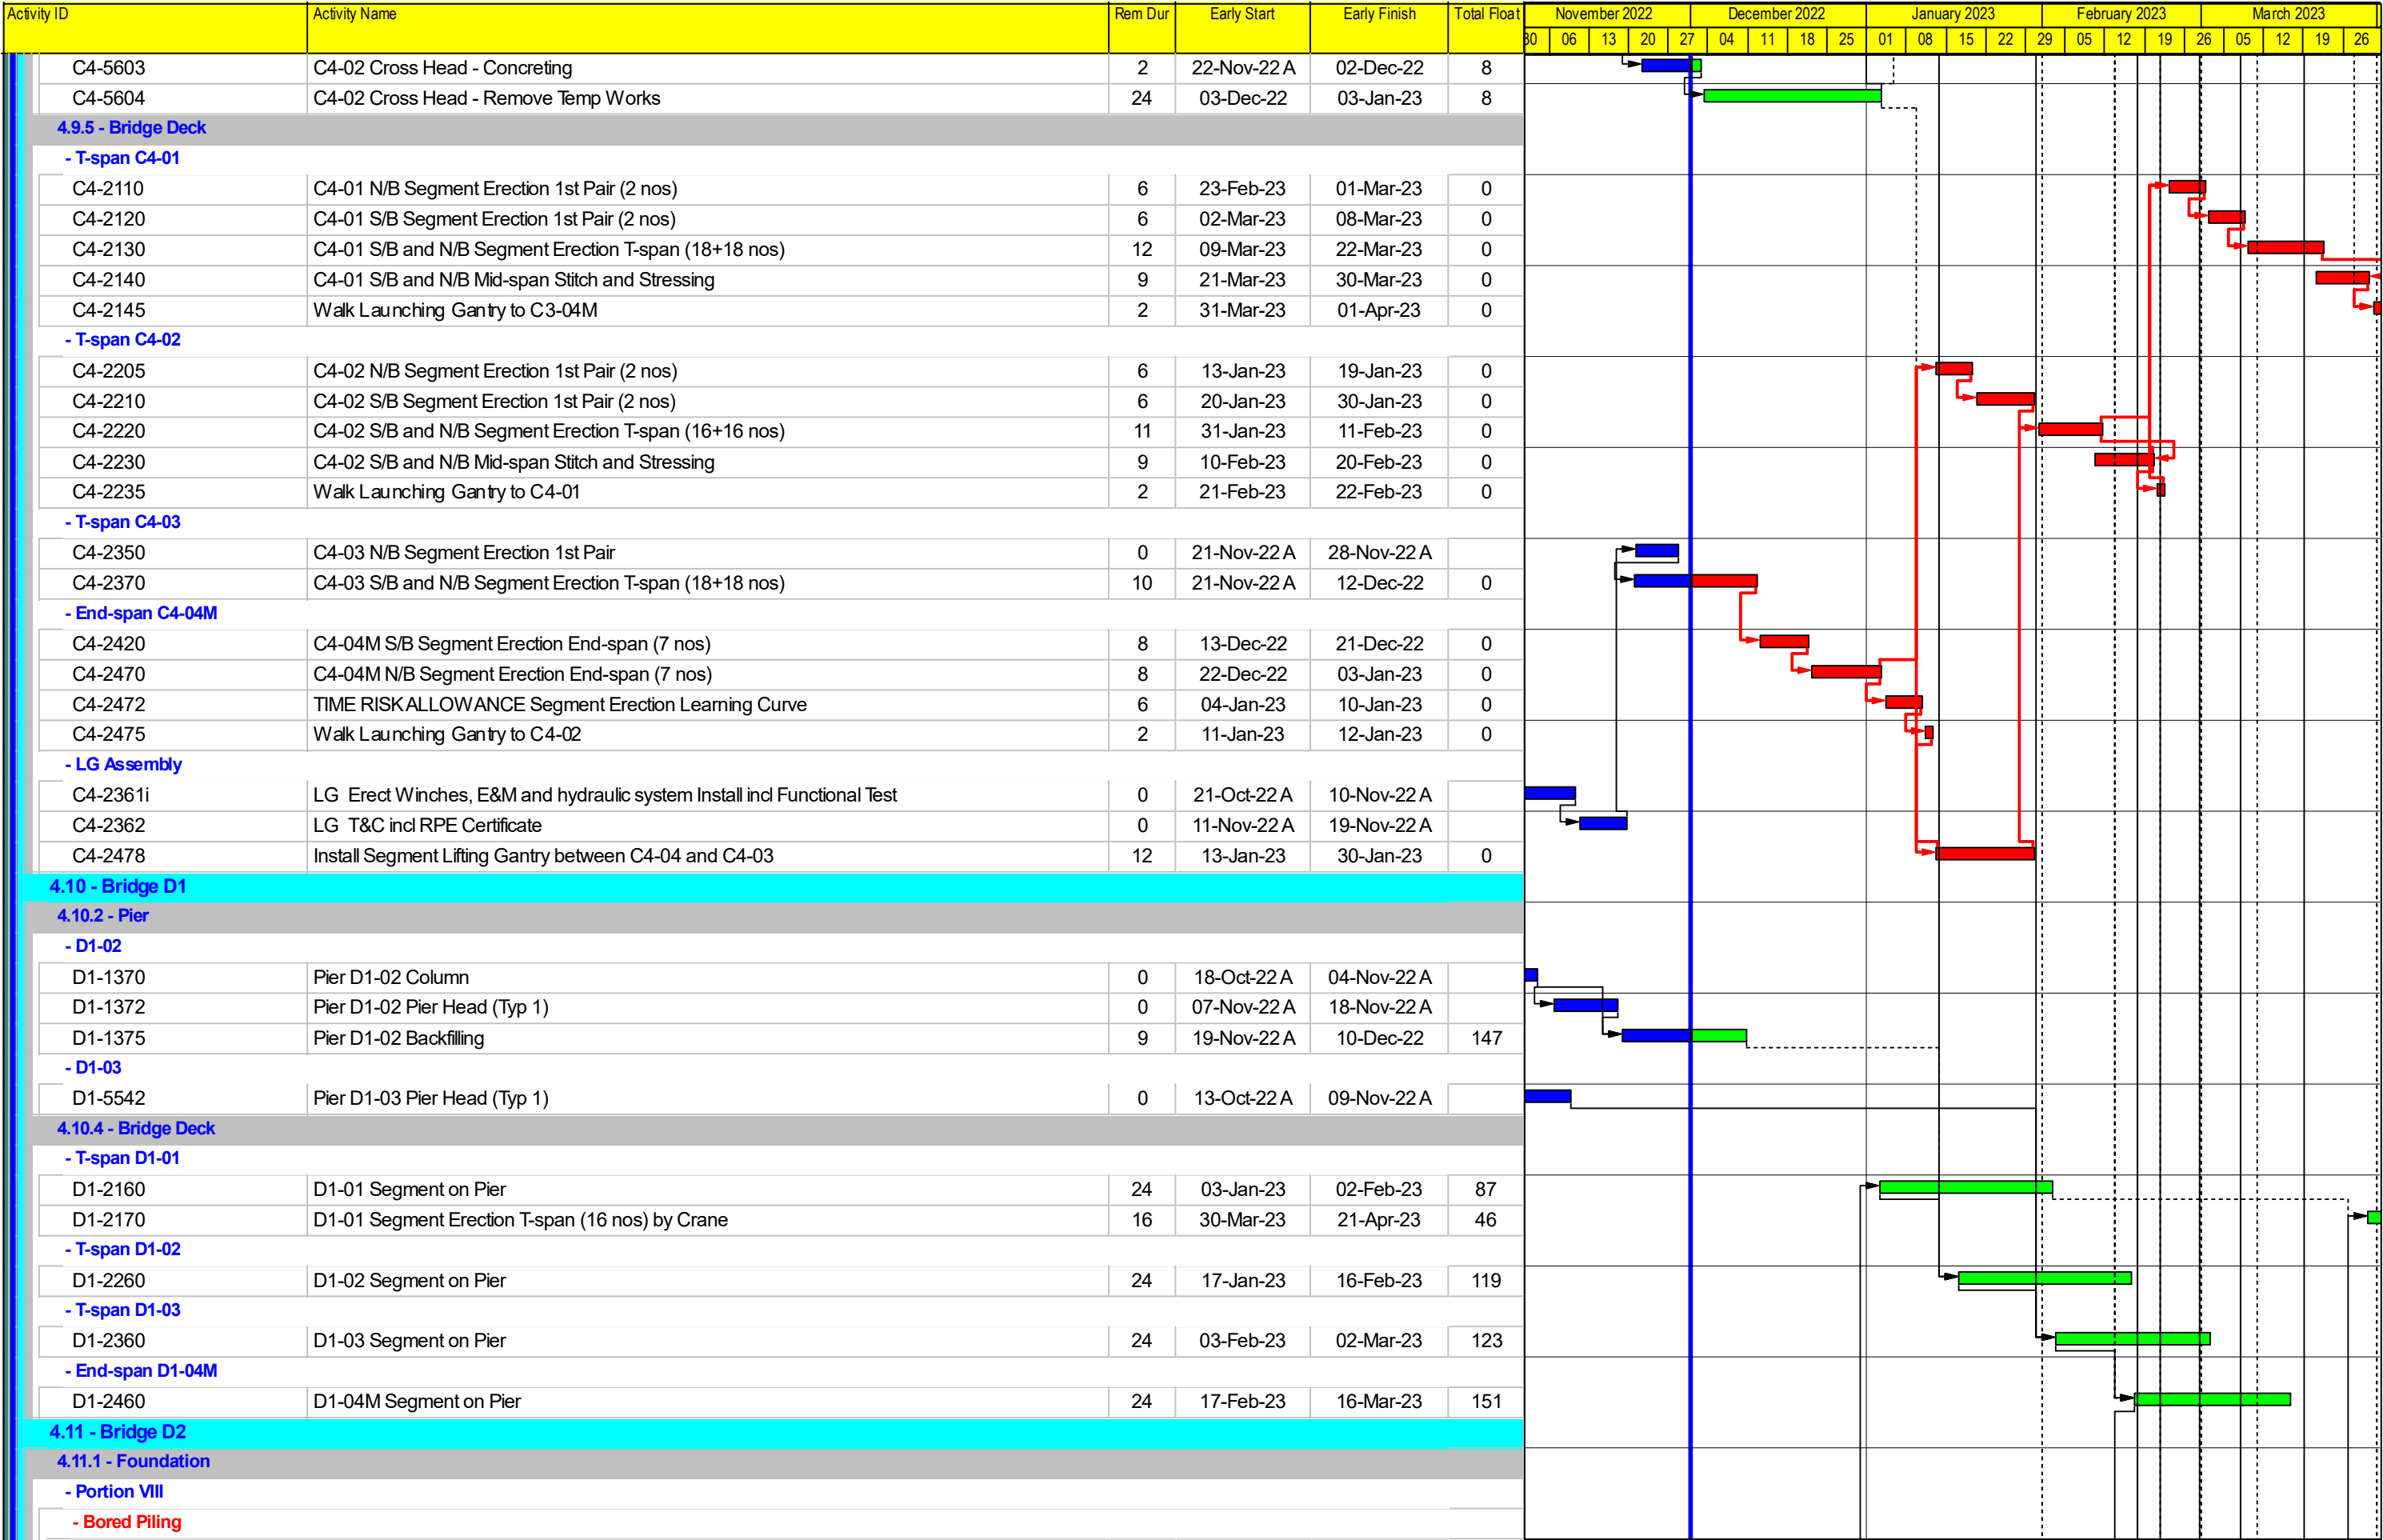 Activity ID Activity Name Rem Dur Early Start Early Finish Total Float November 2022 December 2022 January 2023 February 2023 March 2023
30 06 13 20 27 04 11 18 25 01 08 15 22 29 05 12 19 26 05 12 19 26
C4-5603 C4-02 Cross Head - Concreting 2 22-Nov-22 A 02-Dec-22 8
C4-5604 C4-02 Cross Head - Remove Temp Works 24 03-Dec-22 03-Jan-23 8
4.9.5 - Bridge Deck
- T-span C4-01
C4-2110 C4-01 N/B Segment Erection 1st Pair (2 nos) 6 23-Feb-23 01-Mar-23 0
C4-2120 C4-01 S/B Segment Erection 1st Pair (2 nos) 6 02-Mar-23 08-Mar-23 0
C4-2130 C4-01 S/B and N/B Segment Erection T-span (18+18 nos) 12 09-Mar-23 22-Mar-23 0
C4-2140 C4-01 S/B and N/B Mid-span Stitch and Stressing 9 21-Mar-23 30-Mar-23 0
C4-2145 Walk Launching Gantry to C3-04M 2 31-Mar-23 01-Apr-23 0
- T-span C4-02
C4-2205 C4-02 N/B Segment Erection 1st Pair (2 nos) 6 13-Jan-23 19-Jan-23 0
C4-2210 C4-02 S/B Segment Erection 1st Pair (2 nos) 6 20-Jan-23 30-Jan-23 0
C4-2220 C4-02 S/B and N/B Segment Erection T-span (16+16 nos) 11 31-Jan-23 11-Feb-23 0
C4-2230 C4-02 S/B and N/B Mid-span Stitch and Stressing 9 10-Feb-23 20-Feb-23 0
C4-2235 Walk Launching Gantry to C4-01 2 21-Feb-23 22-Feb-23 0
- T-span C4-03
C4-2350 C4-03 N/B Segment Erection 1st Pair 0 21-Nov-22 A 28-Nov-22 A
C4-2370 C4-03 S/B and N/B Segment Erection T-span (18+18 nos) 10 21-Nov-22 A 12-Dec-22 0
- End-span C4-04M
C4-2420 C4-04M S/B Segment Erection End-span (7 nos) 8 13-Dec-22 21-Dec-22 0
C4-2470 C4-04M N/B Segment Erection End-span (7 nos) 8 22-Dec-22 03-Jan-23 0
C4-2472 TIME RISK ALLOWANCE Segment Erection Learning Curve 6 04-Jan-23 10-Jan-23 0
C4-2475 Walk Launching Gantry to C4-02 2 11-Jan-23 12-Jan-23 0
- LG Assembly
C4-2361i LG Erect Winches, E&M and hydraulic system Install incl Functional Test 0 21-Oct-22 A 10-Nov-22 A
C4-2362 LG T&C incl RPE Certificate 0 11-Nov-22 A 19-Nov-22 A
C4-2478 Install Segment Lifting Gantry between C4-04 and C4-03 12 13-Jan-23 30-Jan-23 0
4.10 - Bridge D1
4.10.2 - Pier
- D1-02
D1-1370 Pier D1-02 Column 0 18-Oct-22 A 04-Nov-22 A
D1-1372 Pier D1-02 Pier Head (Typ 1) 0 07-Nov-22 A 18-Nov-22 A
D1-1375 Pier D1-02 Backfilling 9 19-Nov-22 A 10-Dec-22 147
- D1-03
D1-5542 Pier D1-03 Pier Head (Typ 1) 0 13-Oct-22 A 09-Nov-22 A
4.10.4 - Bridge Deck
- T-span D1-01
D1-2160 D1-01 Segment on Pier 24 03-Jan-23 02-Feb-23 87
D1-2170 D1-01 Segment Erection T-span (16 nos) by Crane 16 30-Mar-23 21-Apr-23 46
- T-span D1-02
D1-2260 D1-02 Segment on Pier 24 17-Jan-23 16-Feb-23 119
- T-span D1-03
D1-2360 D1-03 Segment on Pier 24 03-Feb-23 02-Mar-23 123
- End-span D1-04M
D1-2460 D1-04M Segment on Pier 24 17-Feb-23 16-Mar-23 151
4.11 - Bridge D2
4.11.1 - Foundation
- Portion VIII
- Bored Piling